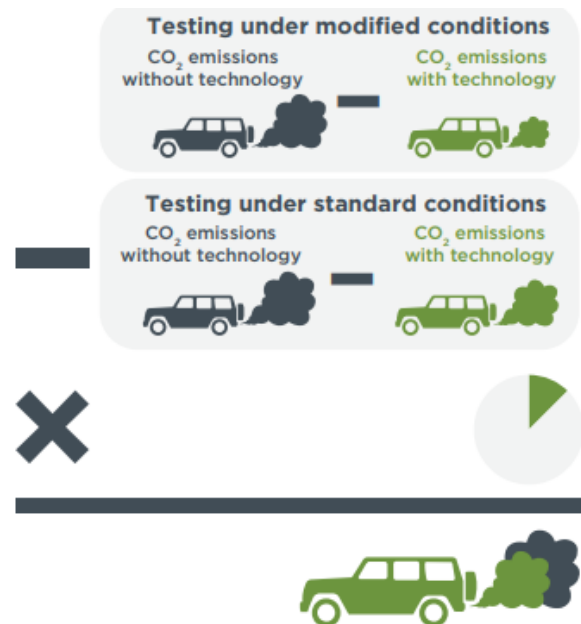 Testing under modified conditions
CO₂ emissions without technology
CO₂ emissions with technology
Testing under standard conditions
CO₂ emissions without technology
CO₂ emissions with technology